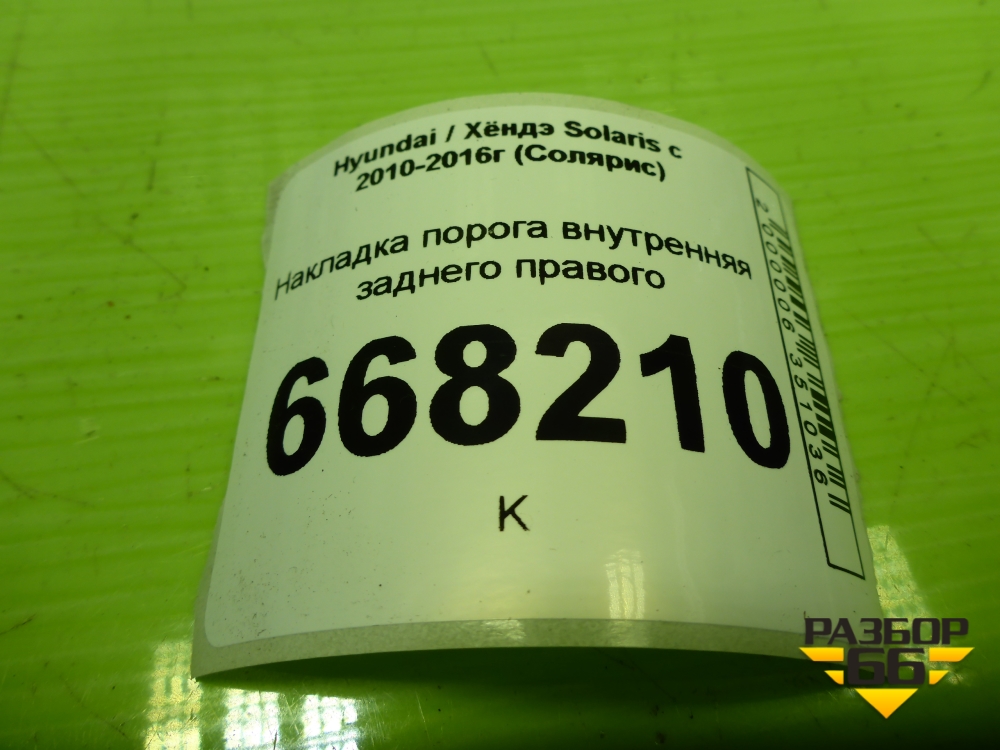 Hyundai / Хёндэ Solaris с
2010-2016г (Солярис)
Накладка порога внутренняя
заднего правого
668210
К
2000006351036
РАЗБОР
66